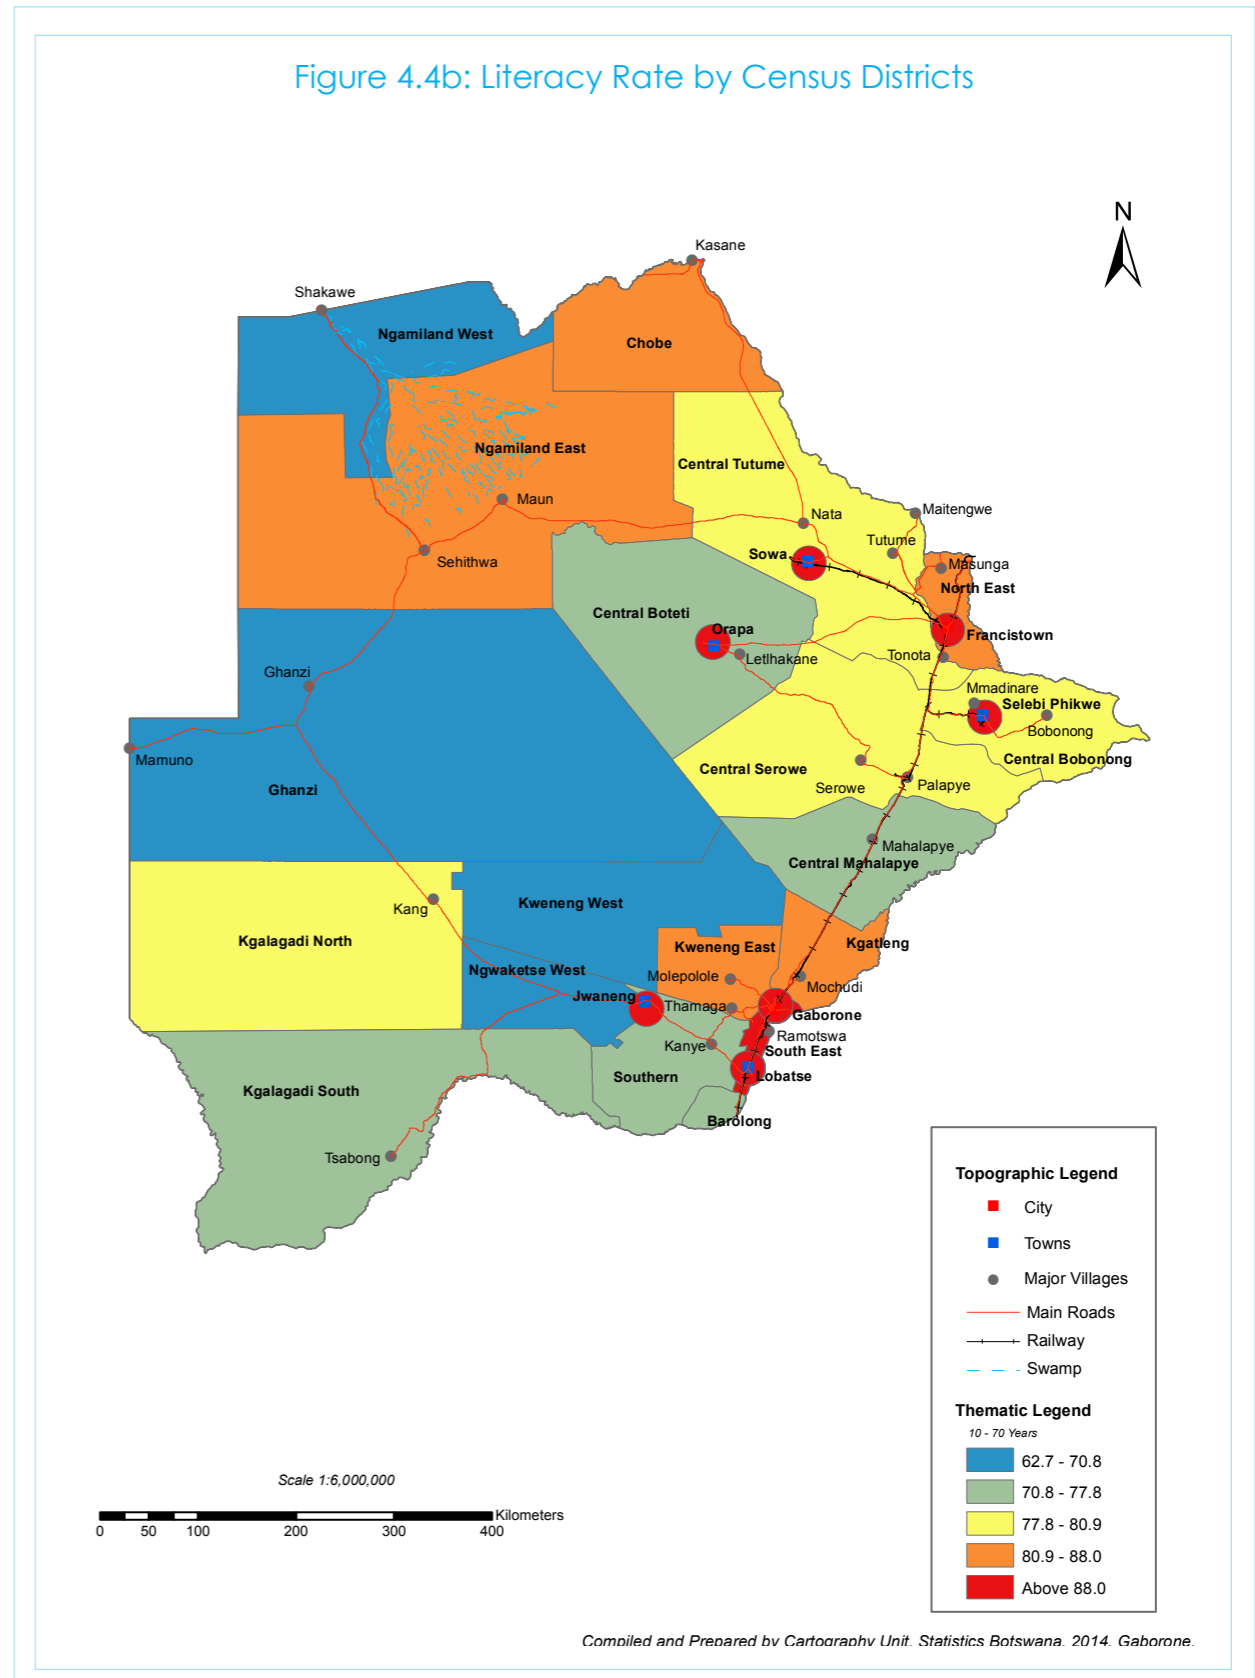 Figure 4.4b: Literacy Rate by Census Districts
N
Kasane
Shakawe
Ngamiland West
Chobe
Ngamiland East
Central Tutume
Maun
Nata
Maitengwe
Tutume
Sowa
Sehithwa
Masunga
North East
Central Boteti
Orapa
Francistown
Letlhakane
Tonota
Ghanzi
Mmadinare
Selebi Phikwe
Bobonong
Mamuno
Central Serowe
Central Bobonong
Ghanzi
Serowe
Palapye
Mahalapye
Central Mahalapye
Kang
Kweneng West
Kgalagadi North
Kweneng East
Kgatleng
Ngwaketse West
Molepolole
Mochudi
Jwaneng
Thamaga
Gaborone
Ramotswa
Kanye
South East
Southern
Lobatse
Kgalagadi South
Barolong
Tsabong
Topographic Legend
City
Towns
Major Villages
Main Roads
Railway
Swamp
Thematic Legend
10 - 70 Years
62.7 - 70.8
70.8 - 77.8
77.8 - 80.9
80.9 - 88.0
Above 88.0
Scale 1:6,000,000
Kilometers
0 50 100 200 300 400
Compiled and Prepared by Cartography Unit, Statistics Botswana, 2014, Gaborone.